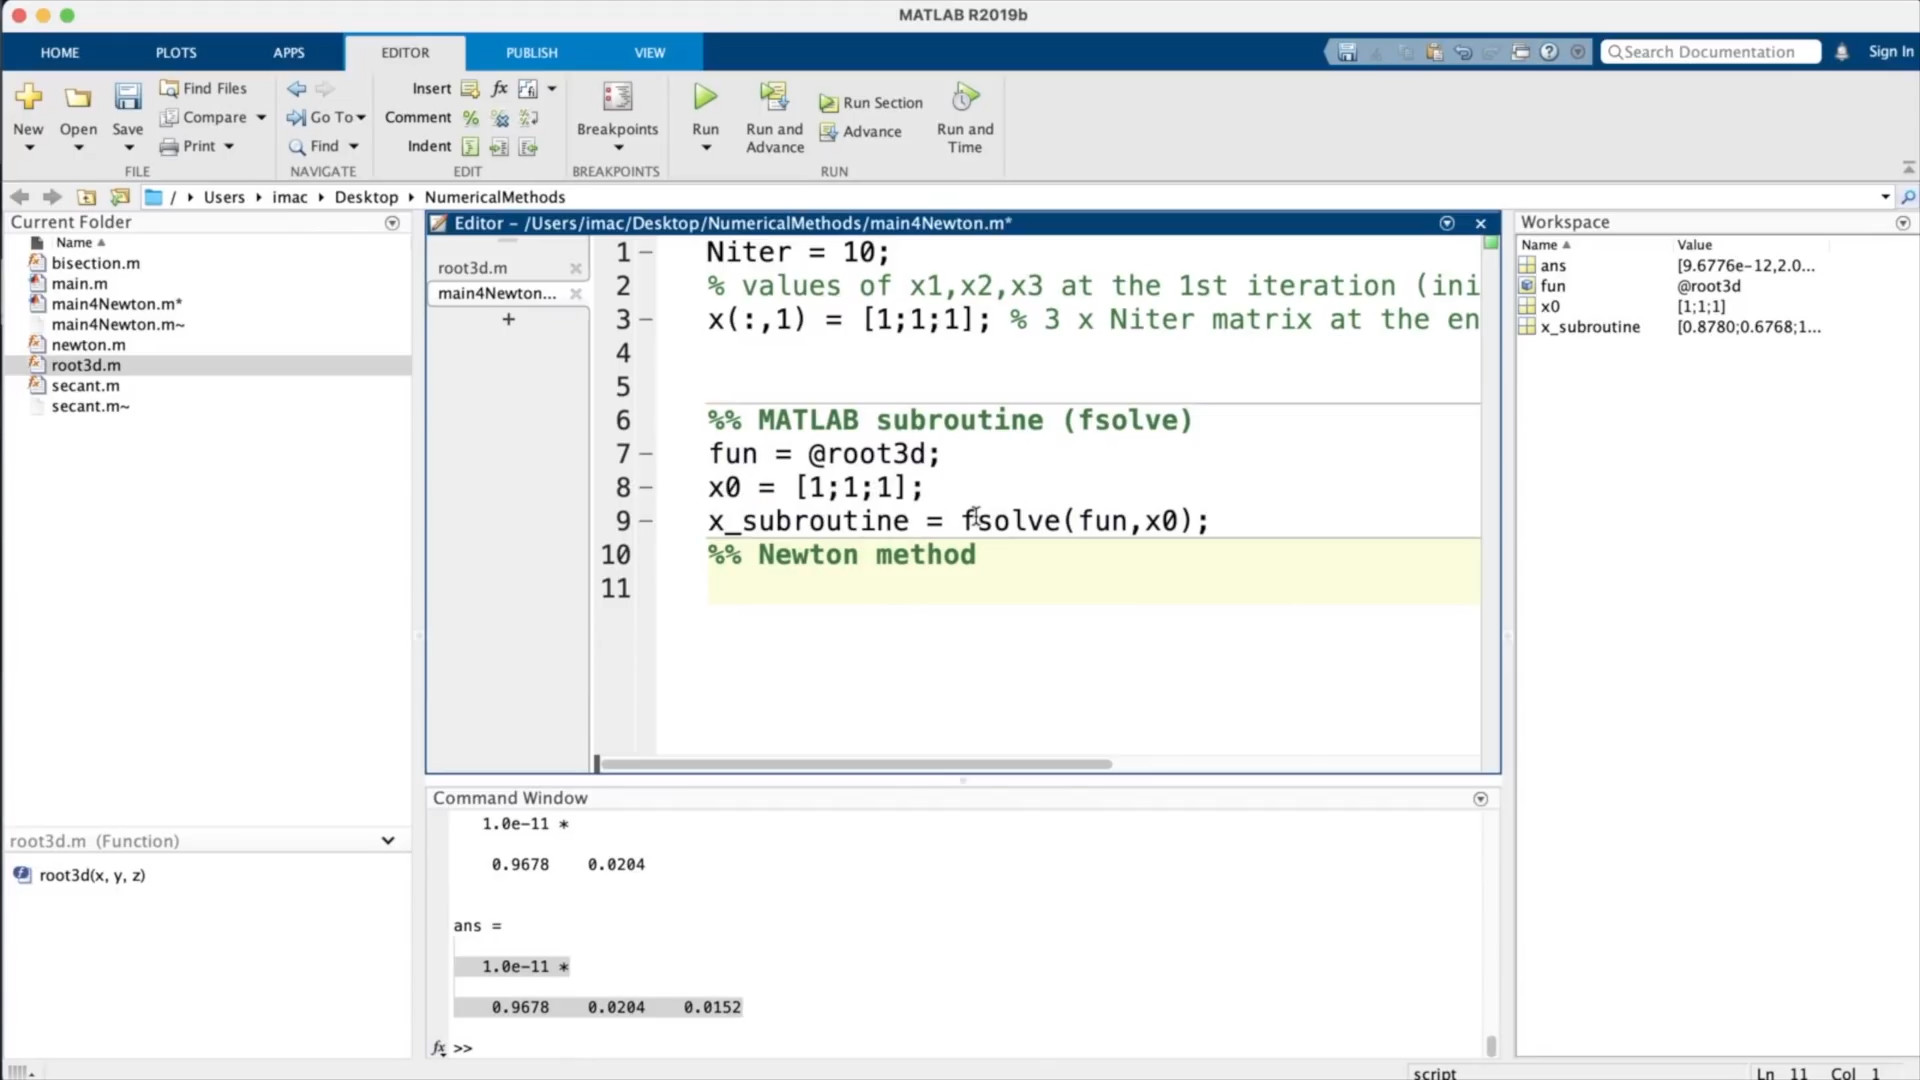 MATLAB R2019b
HOME PLOTS APPS EDITOR PUBLISH VIEW
Search Documentation
Sign In
New
Open
Save
Find Files
Compare
Print
FILE
Go To
Find
NAVIGATE
Insert
Comment
Indent
EDIT
Breakpoints
BREAKPOINTS
Run
Run and Advance
Run Section
Advance
Run and Time
RUN
/ Users imac Desktop NumericalMethods
Current Folder
Name
bisection.m
main.m
main4Newton.m*
main4Newton.m~
newton.m
root3d.m
secant.m
secant.m~
root3d.m (Function)
root3d(x, y, z)
Editor – /Users/imac/Desktop/NumericalMethods/main4Newton.m*
root3d.m
main4Newton...
+
1 – Niter = 10;
2 % values of x1,x2,x3 at the 1st iteration (ini
3 – x(:,1) = [1;1;1]; % 3 x Niter matrix at the en
4
5
6 %% MATLAB subroutine (fsolve)
7 – fun = @root3d;
8 – x0 = [1;1;1];
9 – x_subroutine = fsolve(fun,x0);
10 %% Newton method
11
Command Window
1.0e-11 *
0.9678 0.0204
ans =
1.0e-11 *
0.9678 0.0204 0.0152
fx >>
Workspace
Name Value
ans [9.6776e-12,2.0...
fun @root3d
x0 [1;1;1]
x_subroutine [0.8780;0.6768;1...
script
Ln 11 Col 1